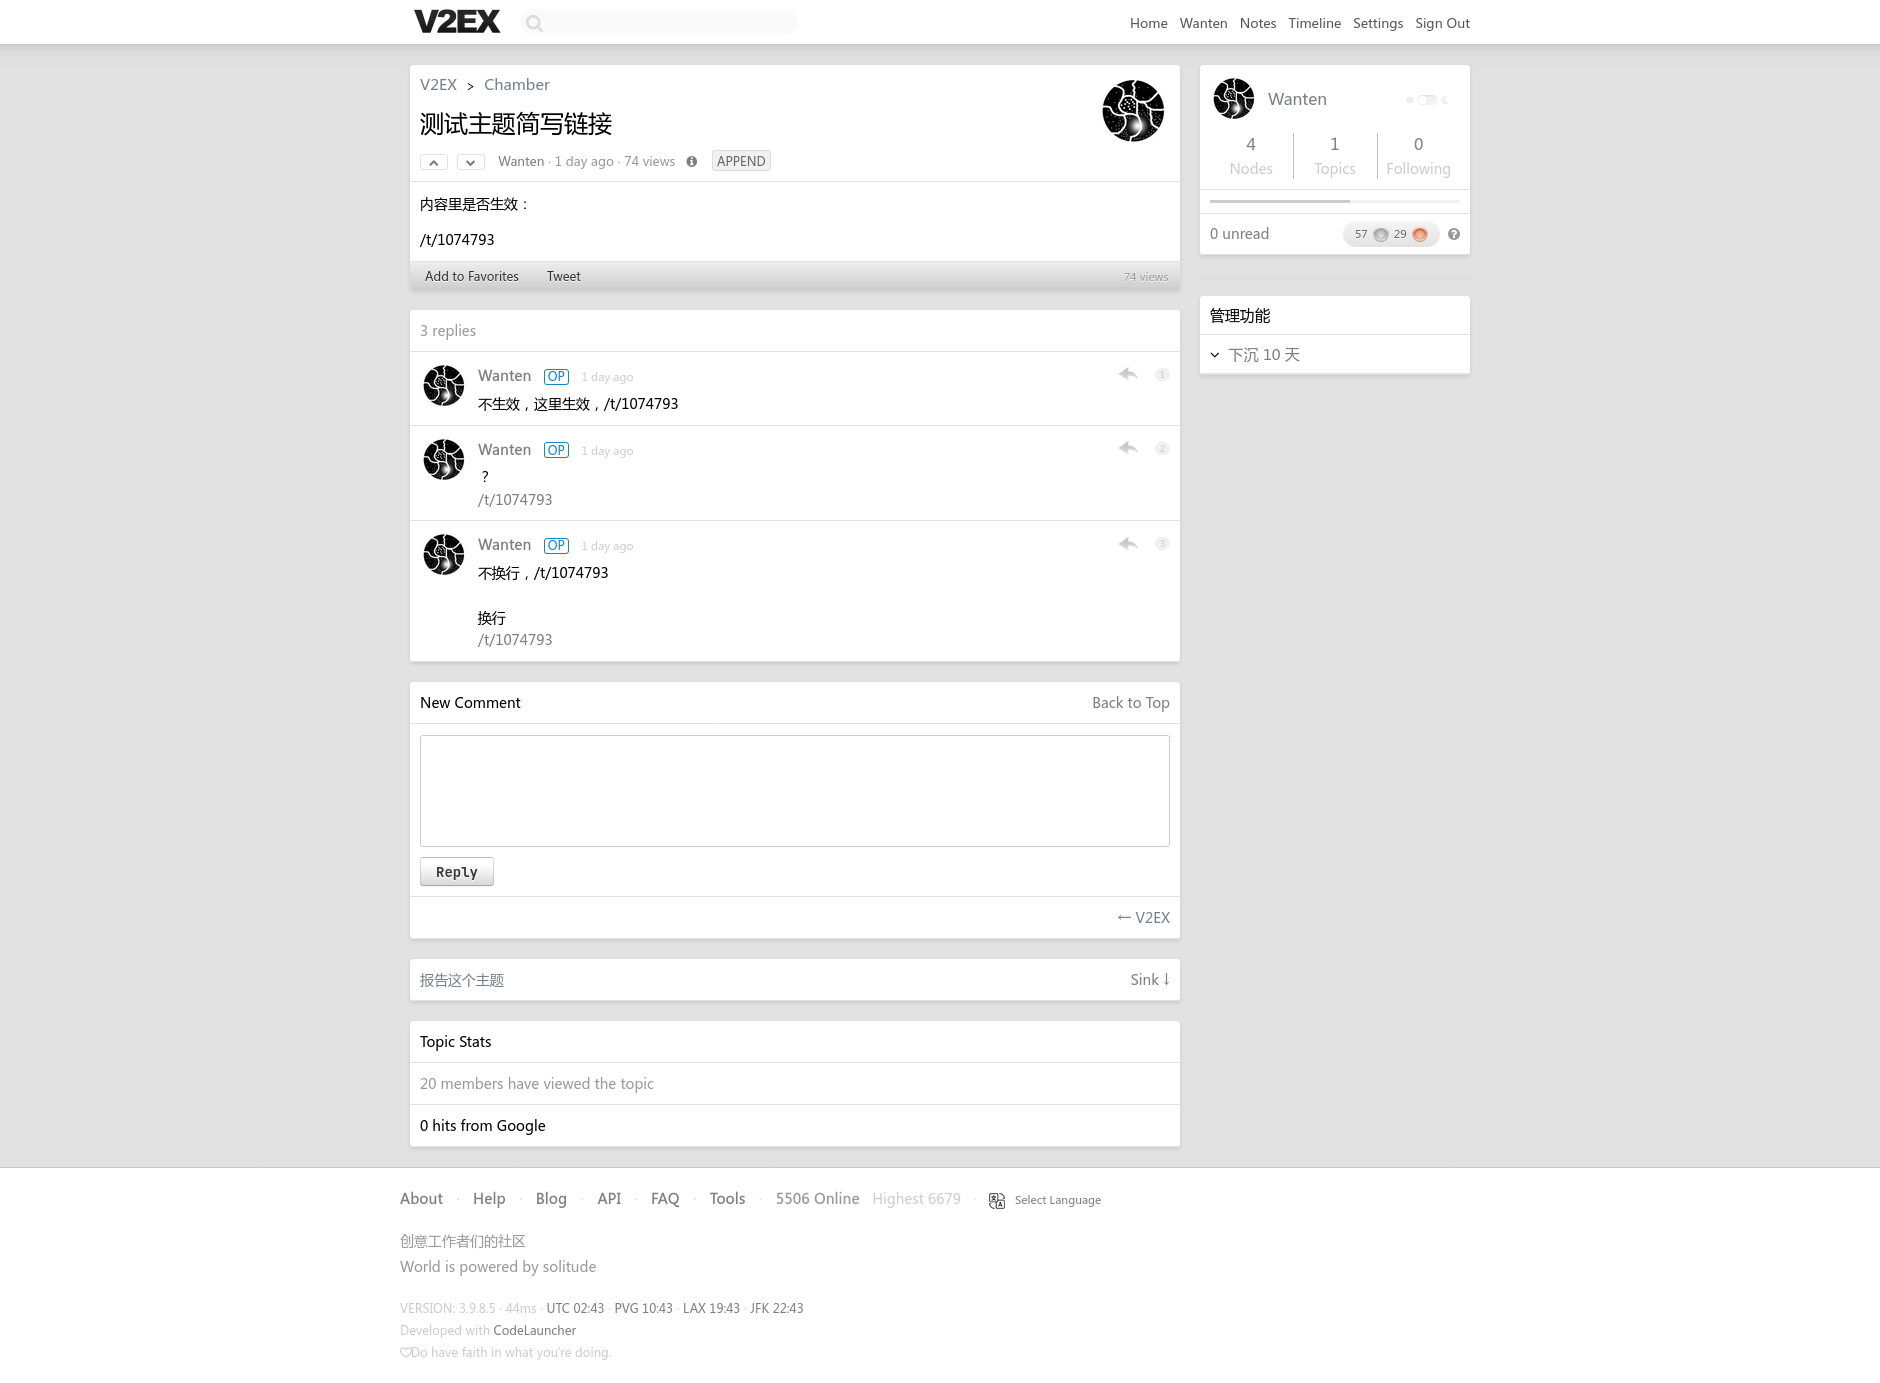 V2EX
Home Wanten Notes Timeline Settings Sign Out
V2EX > Chamber
测试主题简写链接
Wanten · 1 day ago · 74 views APPEND
内容里是否生效：
/t/1074793
Add to Favorites Tweet 74 views
3 replies
Wanten OP 1 day ago 1
不生效，这里生效，/t/1074793
Wanten OP 1 day ago 2
？
/t/1074793
Wanten OP 1 day ago 3
不换行，/t/1074793
换行
/t/1074793
New Comment Back to Top
Reply
← V2EX
报告这个主题 Sink ↓
Topic Stats
20 members have viewed the topic
0 hits from Google
Wanten
4 1 0
Nodes Topics Following
0 unread 57 29
管理功能
下沉 10 天
About · Help · Blog · API · FAQ · Tools · 5506 Online Highest 6679 · Select Language
创意工作者们的社区
World is powered by solitude
VERSION: 3.9.8.5 · 44ms · UTC 02:43 · PVG 10:43 · LAX 19:43 · JFK 22:43
Developed with CodeLauncher
♡Do have faith in what you're doing.